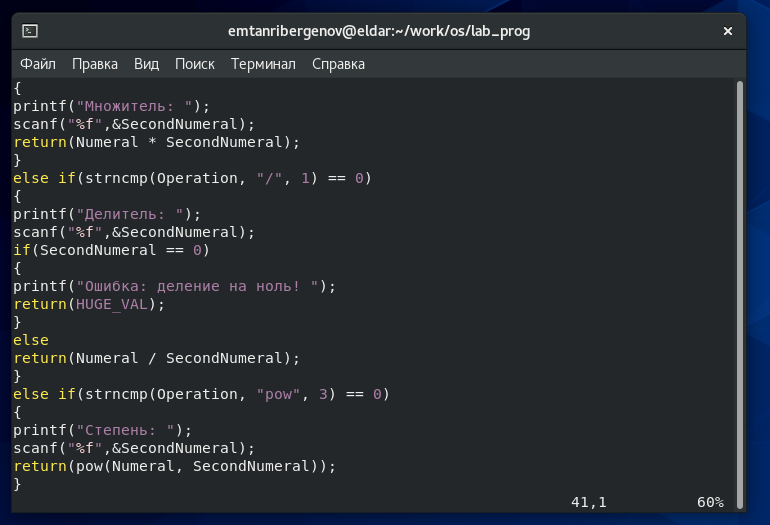 emtanribergenov@eldar:~/work/os/lab_prog
Файл Правка Вид Поиск Терминал Справка
{
printf("Множитель: ");
scanf("%f",&SecondNumeral);
return(Numeral * SecondNumeral);
}
else if(strncmp(Operation, "/", 1) == 0)
{
printf("Делитель: ");
scanf("%f",&SecondNumeral);
if(SecondNumeral == 0)
{
printf("Ошибка: деление на ноль! ");
return(HUGE_VAL);
}
else
return(Numeral / SecondNumeral);
}
else if(strncmp(Operation, "pow", 3) == 0)
{
printf("Степень: ");
scanf("%f",&SecondNumeral);
return(pow(Numeral, SecondNumeral));
}
41,1 60%